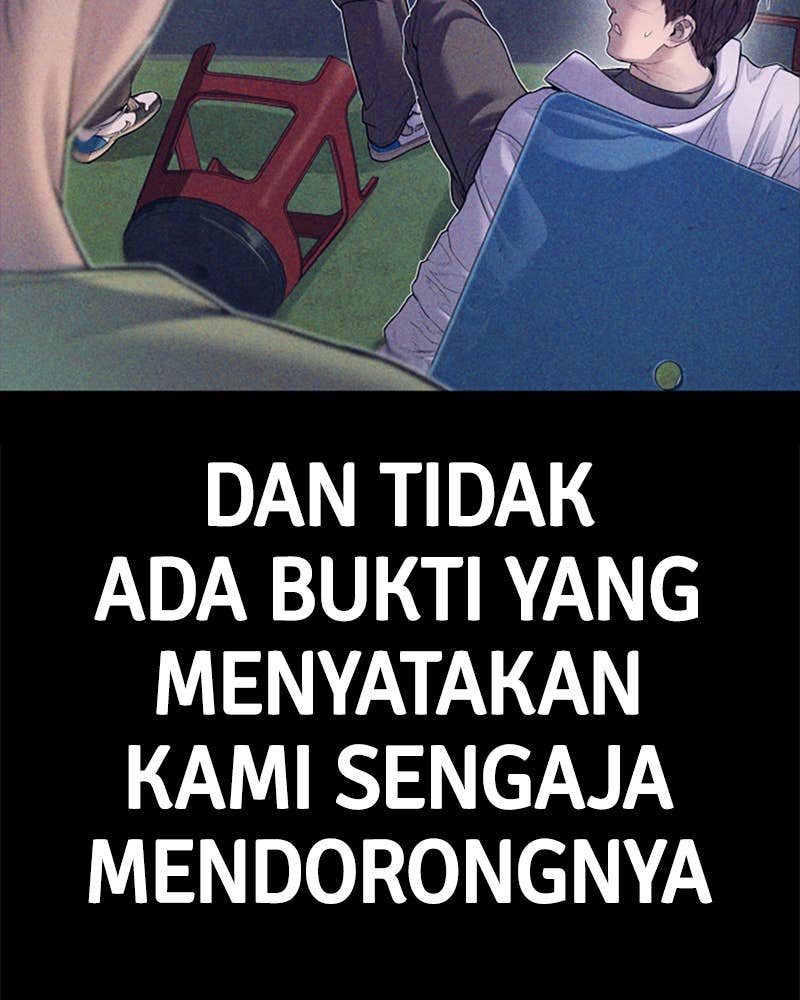 DAN TIDAK
ADA BUKTI YANG
MENYATAKAN
KAMI SENGAJA
MENDORONGNYA